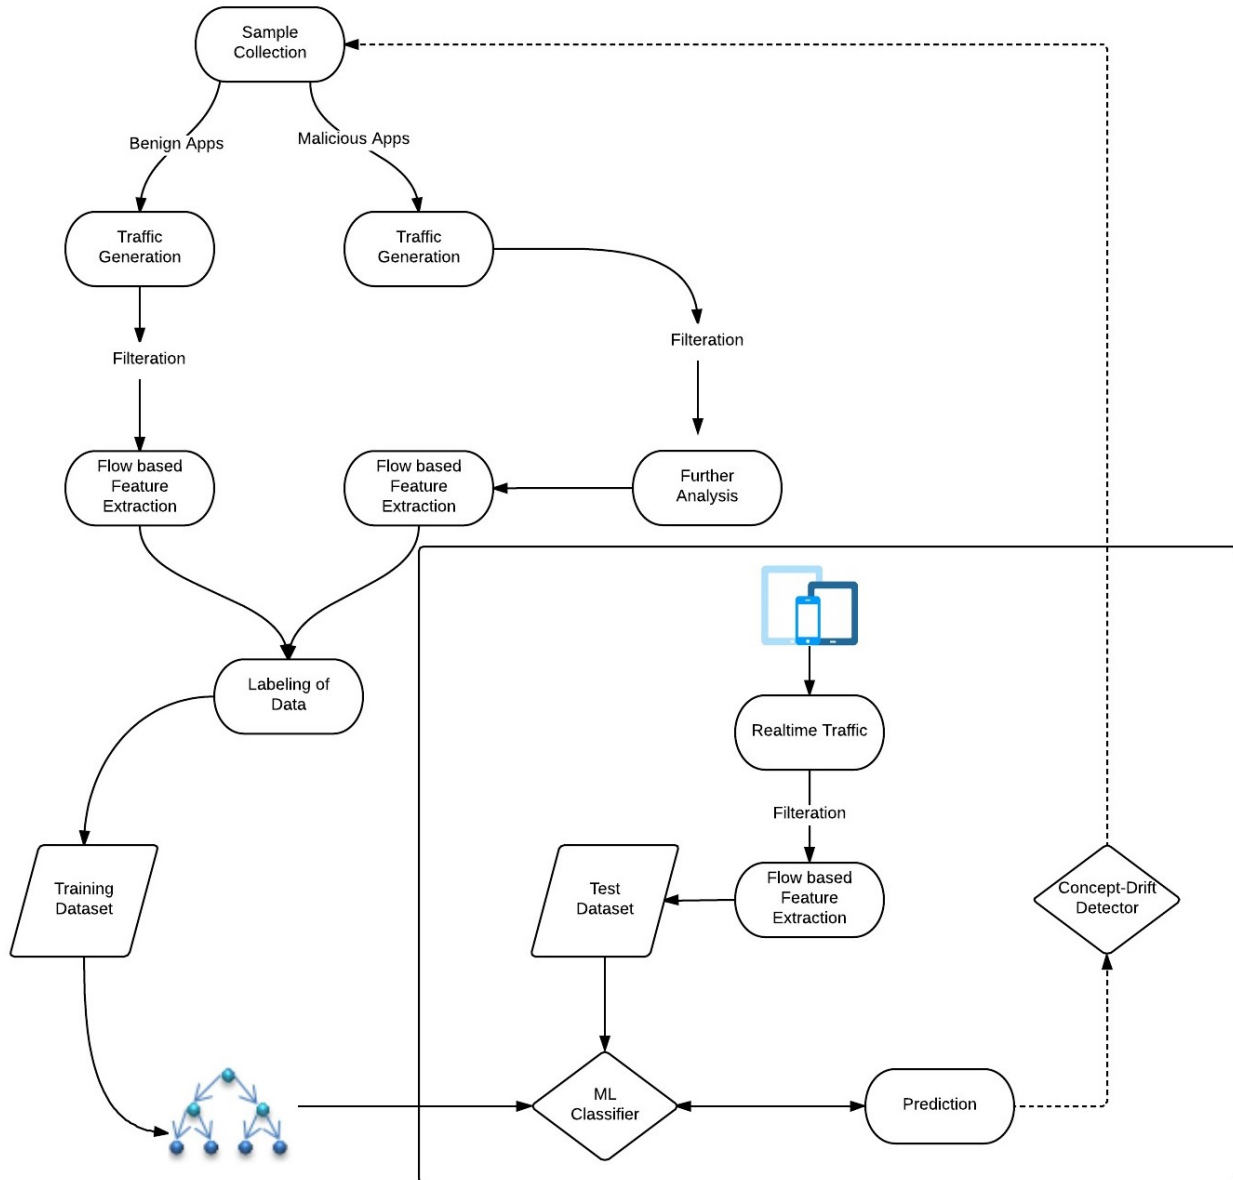 Sample
Collection
Benign Apps
Malicious Apps
Traffic
Generation
Traffic
Generation
Filteration
Filteration
Flow based
Feature
Extraction
Flow based
Feature
Extraction
Further
Analysis
Labeling of
Data
Realtime Traffic
Filteration
Training
Dataset
Test
Dataset
Flow based
Feature
Extraction
Concept-Drift
Detector
ML
Classifier
Prediction